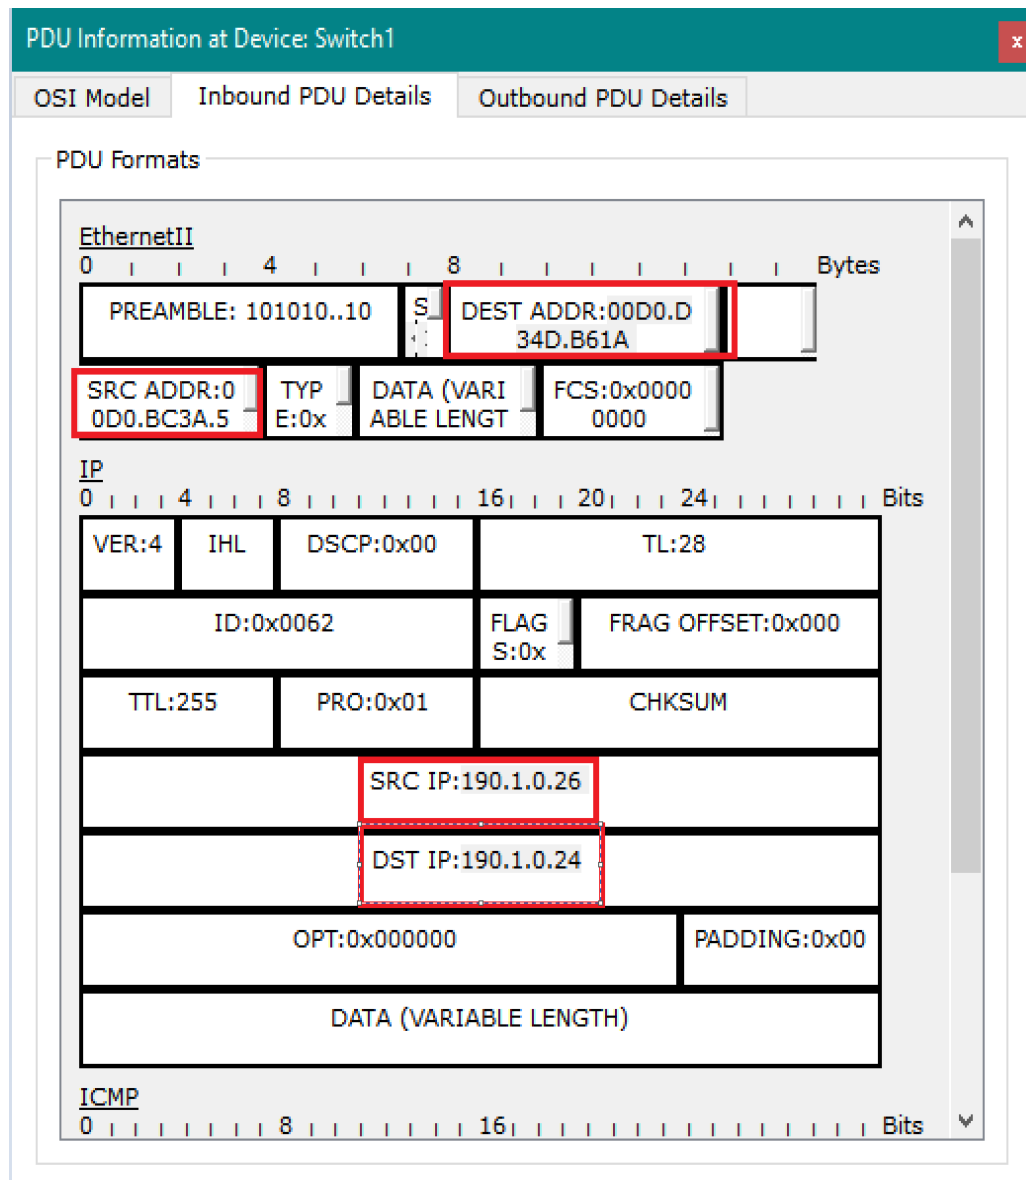 PDU Information at Device: Switch1
x
OSI Model Inbound PDU Details Outbound PDU Details
PDU Formats
EthernetII
0 4 8 Bytes
PREAMBLE: 101010..10 S DEST ADDR:00D0.D
34D.B61A
SRC ADDR:0 TYP DATA (VARI FCS:0x0000
0D0.BC3A.5 E:0x ABLE LENGT 0000
IP
0 4 8 16 20 24 Bits
VER:4 IHL DSCP:0x00 TL:28
ID:0x0062 FLAG FRAG OFFSET:0x000
S:0x
TTL:255 PRO:0x01 CHKSUM
SRC IP:190.1.0.26
DST IP:190.1.0.24
OPT:0x000000 PADDING:0x00
DATA (VARIABLE LENGTH)
ICMP
0 8 16 Bits